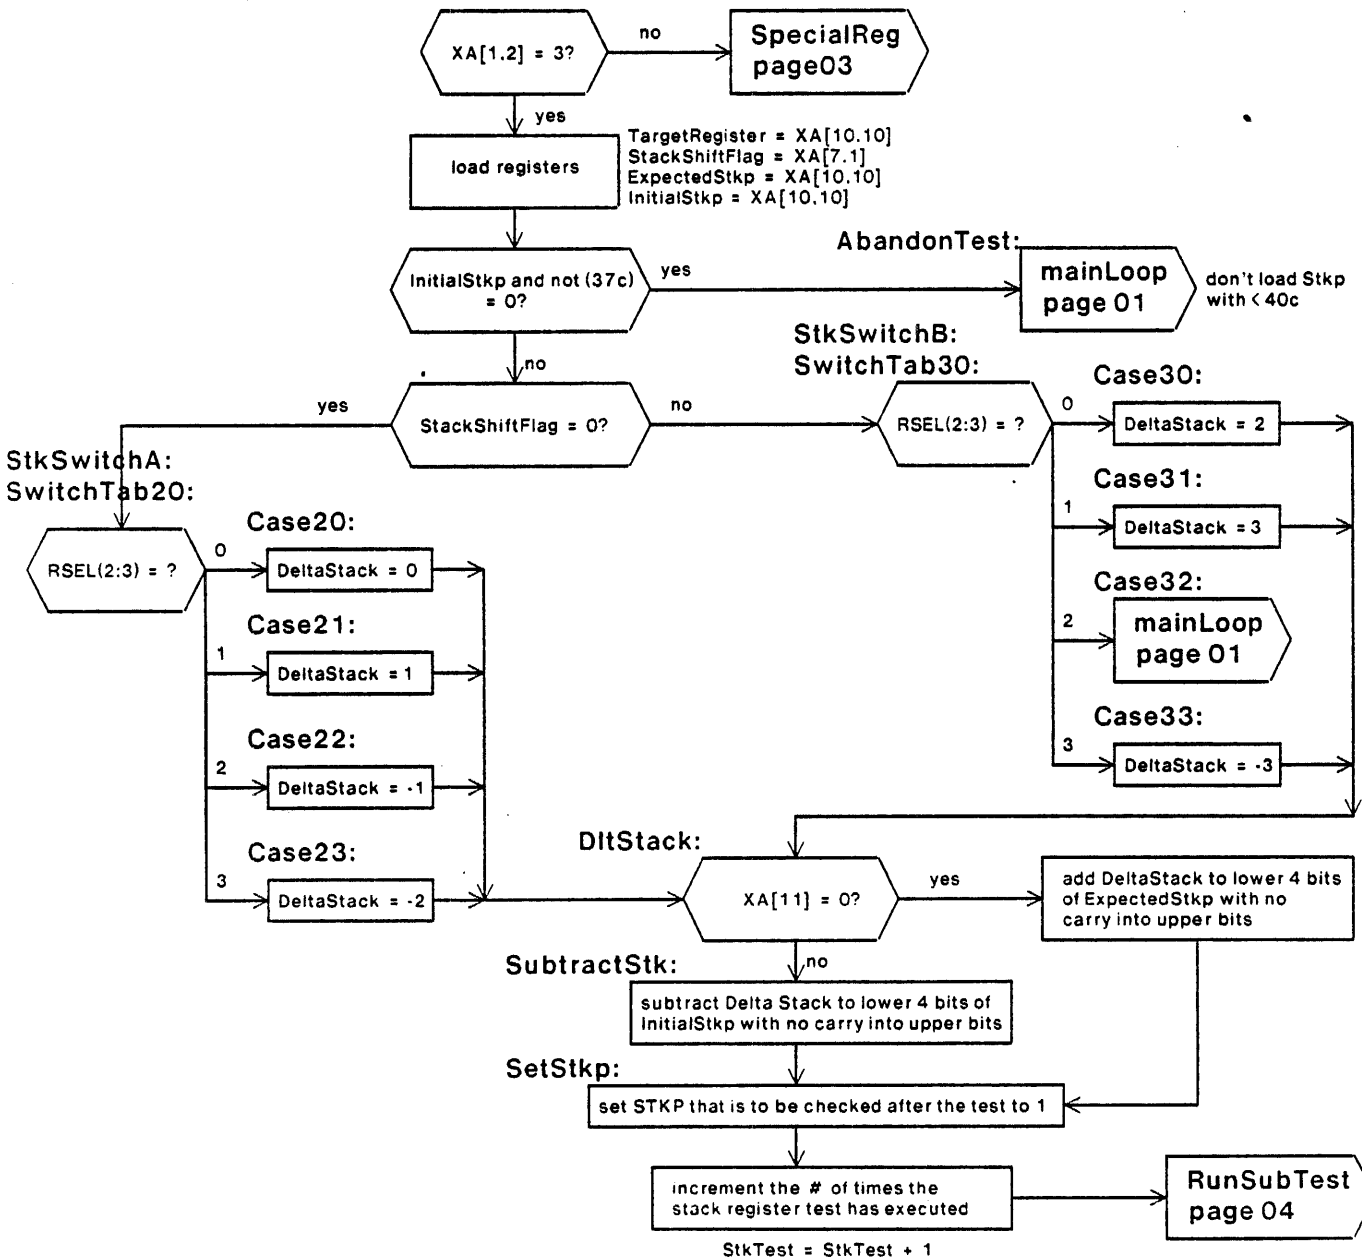 XA[1,2] = 3?
no
SpecialReg
page03
yes
load registers
TargetRegister = XA[10,10]
StackShiftFlag = XA[7,1]
ExpectedStkp = XA[10,10]
InitialStkp = XA[10,10]
InitialStkp and not (37c)
= 0?
yes
AbandonTest:
mainLoop
page 01
don't load Stkp
with < 40c
no
StackShiftFlag = 0?
yes
no
StkSwitchB:
SwitchTab30:
RSEL(2:3) = ?
0
Case30:
DeltaStack = 2
1
Case31:
DeltaStack = 3
2
Case32:
mainLoop
page 01
3
Case33:
DeltaStack = -3
StkSwitchA:
SwitchTab20:
RSEL(2:3) = ?
0
Case20:
DeltaStack = 0
1
Case21:
DeltaStack = 1
2
Case22:
DeltaStack = -1
3
Case23:
DeltaStack = -2
DltStack:
XA[11] = 0?
yes
add DeltaStack to lower 4 bits
of ExpectedStkp with no
carry into upper bits
no
SubtractStk:
subtract Delta Stack to lower 4 bits of
InitialStkp with no carry into upper bits
SetStkp:
set STKP that is to be checked after the test to 1
increment the # of times the
stack register test has executed
StkTest = StkTest + 1
RunSubTest
page 04